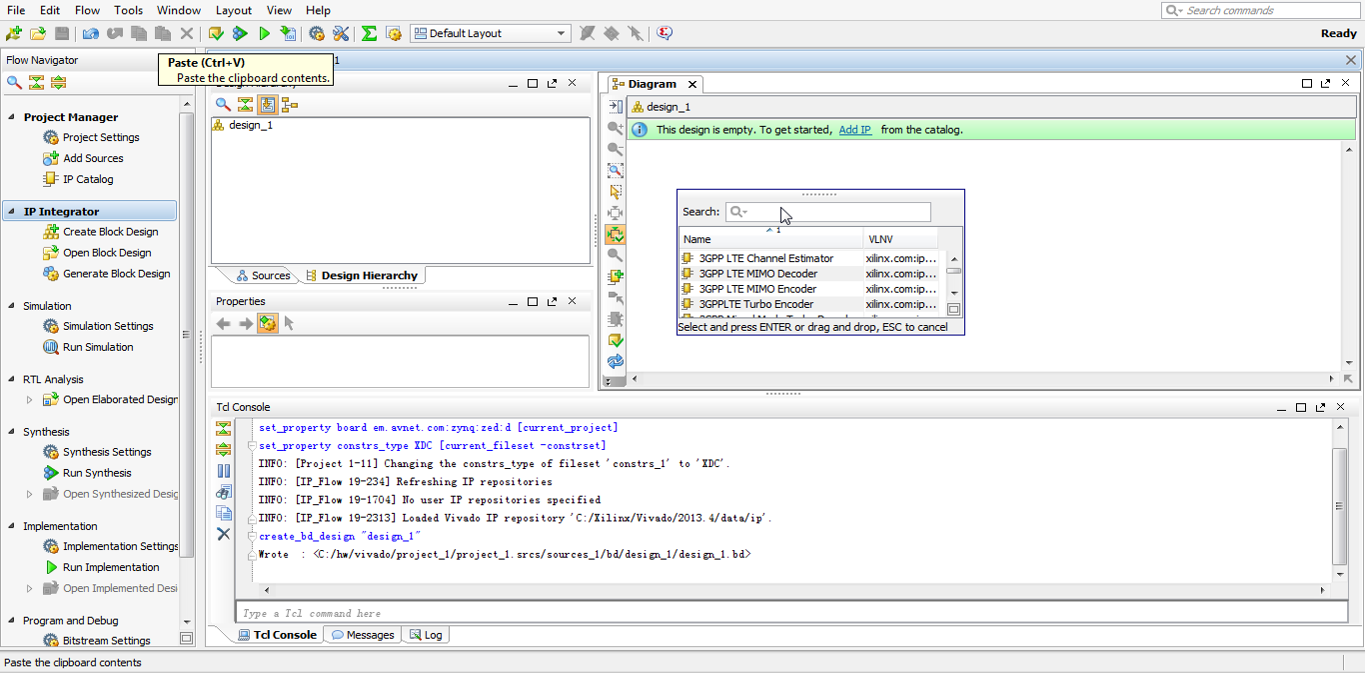 File Edit Flow Tools Window Layout View Help
Search commands
Default Layout
Ready
Flow Navigator
Paste (Ctrl+V)
Paste the clipboard contents.
1
Project Manager
Project Settings
Add Sources
IP Catalog
IP Integrator
Create Block Design
Open Block Design
Generate Block Design
Simulation
Simulation Settings
Run Simulation
RTL Analysis
Open Elaborated Design
Synthesis
Synthesis Settings
Run Synthesis
Open Synthesized Desig
Implementation
Implementation Settings
Run Implementation
Open Implemented Desi
Program and Debug
Bitstream Settings
design_1
Sources
Design Hierarchy
Properties
Diagram
design_1
This design is empty. To get started, Add IP from the catalog.
Search:
Name 1 VLNV
3GPP LTE Channel Estimator xilinx.com:ip...
3GPP LTE MIMO Decoder xilinx.com:ip...
3GPP LTE MIMO Encoder xilinx.com:ip...
3GPPLTE Turbo Encoder xilinx.com:ip...
Select and press ENTER or drag and drop, ESC to cancel
Tcl Console
set_property board em.avnet.com:zynq:zed:d [current_project]
set_property constrs_type XDC [current_fileset -constrset]
INFO: [Project 1-11] Changing the constrs_type of fileset 'constrs_1' to 'XDC'.
INFO: [IP_Flow 19-234] Refreshing IP repositories
INFO: [IP_Flow 19-1704] No user IP repositories specified
INFO: [IP_Flow 19-2313] Loaded Vivado IP repository 'C:/Xilinx/Vivado/2013.4/data/ip'.
create_bd_design "design_1"
Wrote : <C:/hw/vivado/project_1/project_1.srcs/sources_1/bd/design_1/design_1.bd>
Type a Tcl command here
Tcl Console
Messages
Log
Paste the clipboard contents